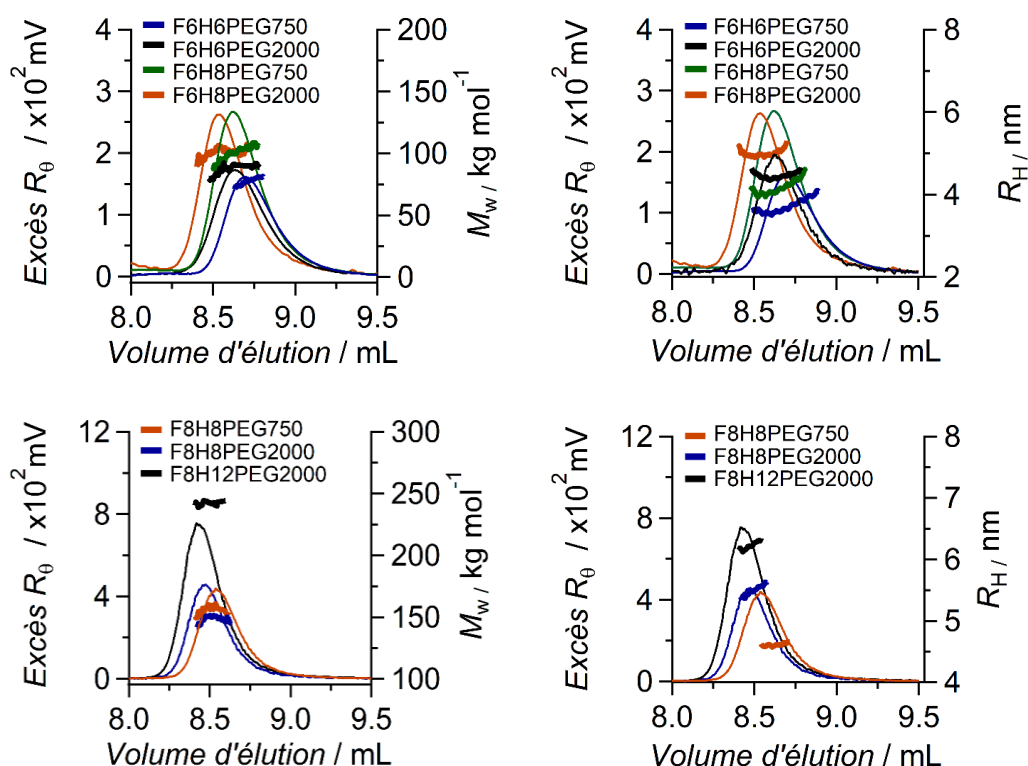 F6H6PEG750
F6H6PEG2000
F6H8PEG750
F6H8PEG2000
Excès Rθ / x10² mV
4
3
2
1
0
200
150
100
50
0
Mw / kg mol⁻¹
8.0 8.5 9.0 9.5
Volume d'élution / mL
F6H6PEG750
F6H6PEG2000
F6H8PEG750
F6H8PEG2000
Excès Rθ / x10² mV
4
3
2
1
0
8
6
4
2
RH / nm
8.0 8.5 9.0 9.5
Volume d'élution / mL
F8H8PEG750
F8H8PEG2000
F8H12PEG2000
Excès Rθ / x10² mV
12
8
4
0
300
250
200
150
100
Mw / kg mol⁻¹
8.0 8.5 9.0 9.5
Volume d'élution / mL
F8H8PEG750
F8H8PEG2000
F8H12PEG2000
Excès Rθ / x10² mV
12
8
4
0
8
7
6
5
4
RH / nm
8.0 8.5 9.0 9.5
Volume d'élution / mL